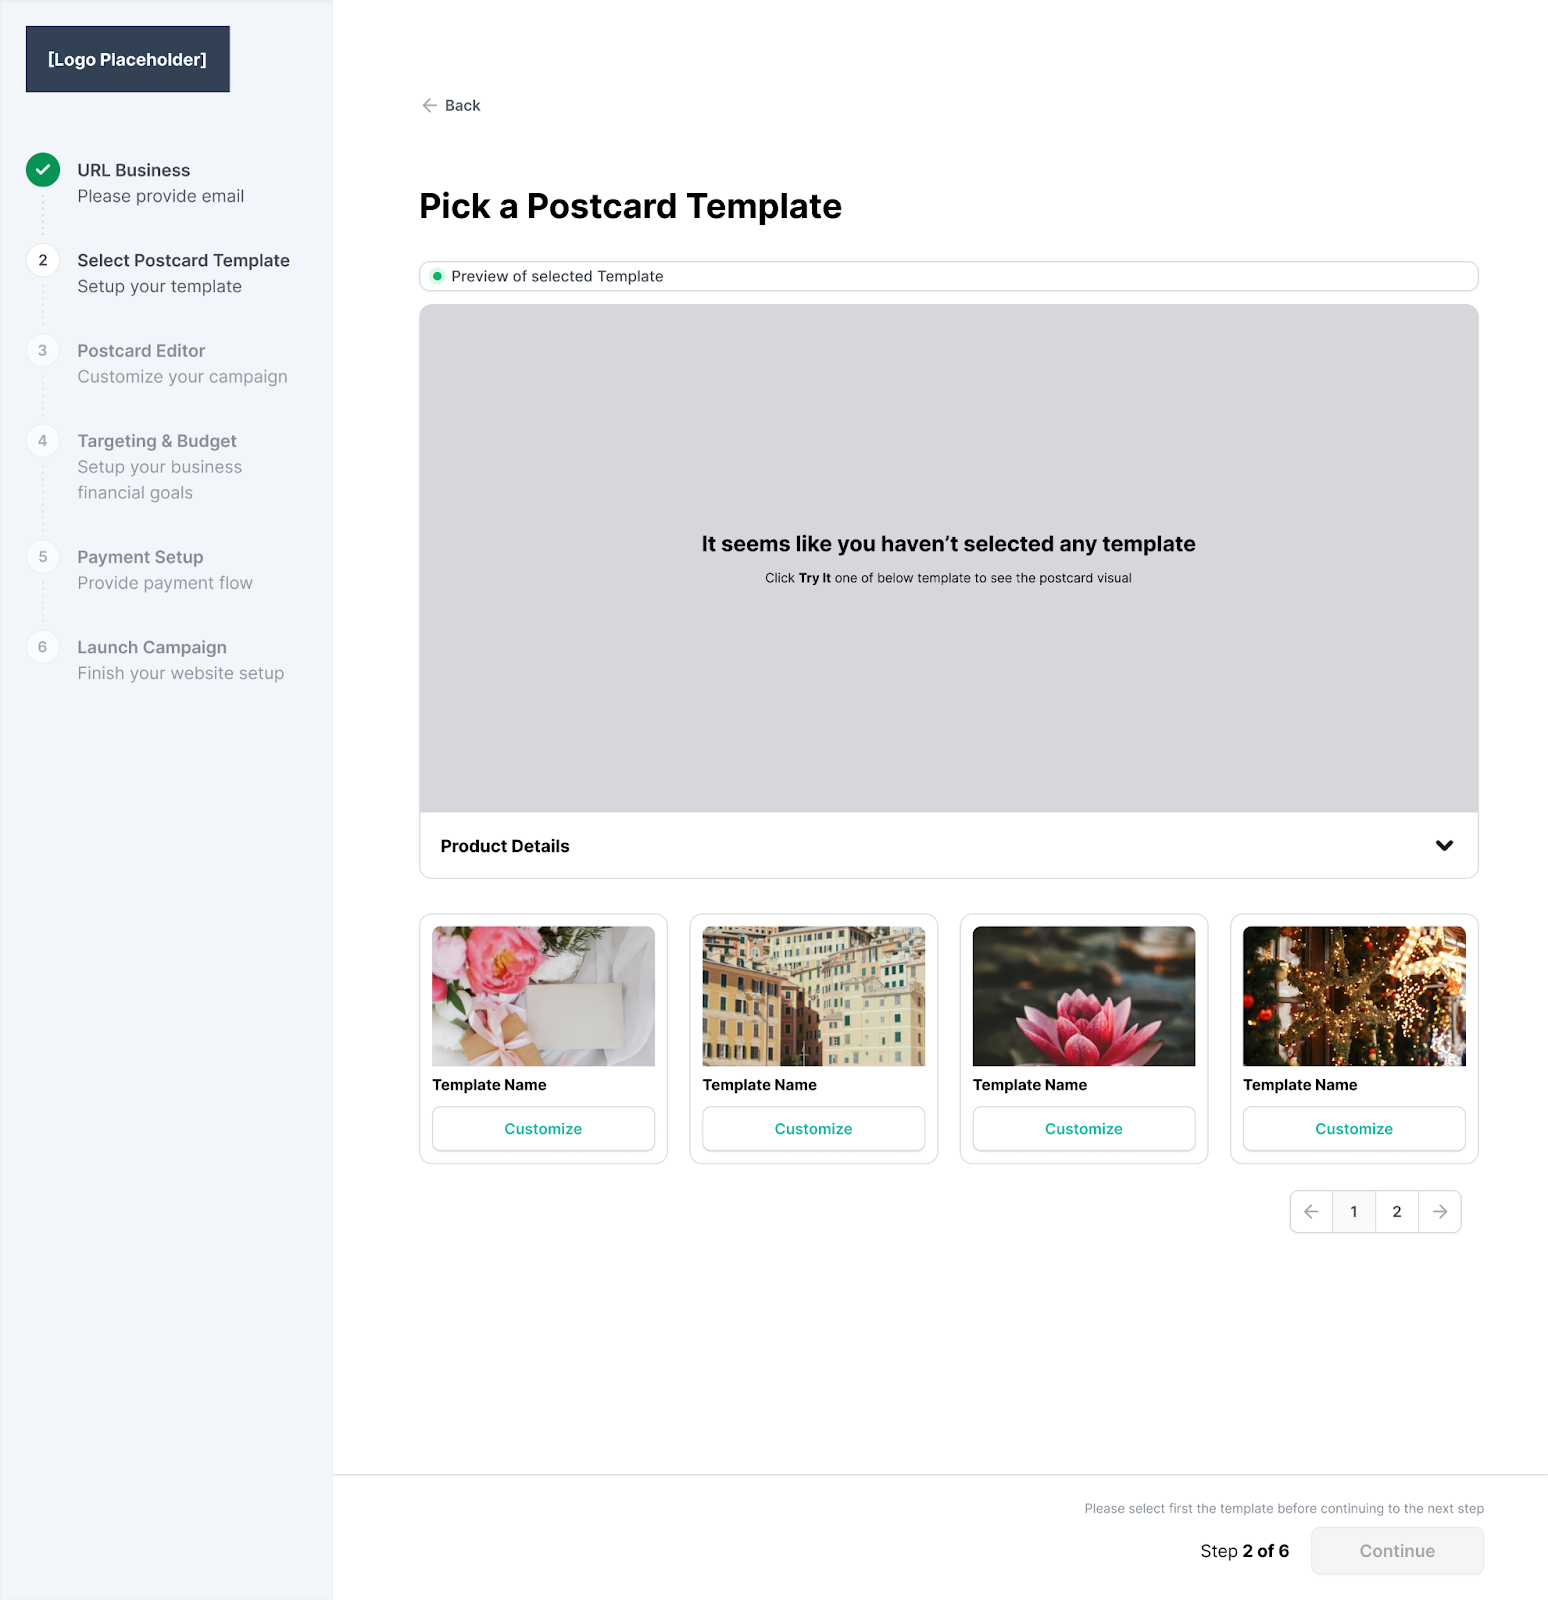 [Logo Placeholder]
URL Business
Please provide email
2
Select Postcard Template
Setup your template
3
Postcard Editor
Customize your campaign
4
Targeting & Budget
Setup your business
financial goals
5
Payment Setup
Provide payment flow
6
Launch Campaign
Finish your website setup
Back
Pick a Postcard Template
Preview of selected Template
It seems like you haven’t selected any template
Click Try It one of below template to see the postcard visual
Product Details
Template Name
Customize
Template Name
Customize
Template Name
Customize
Template Name
Customize
1
2
Please select first the template before continuing to the next step
Step 2 of 6
Continue